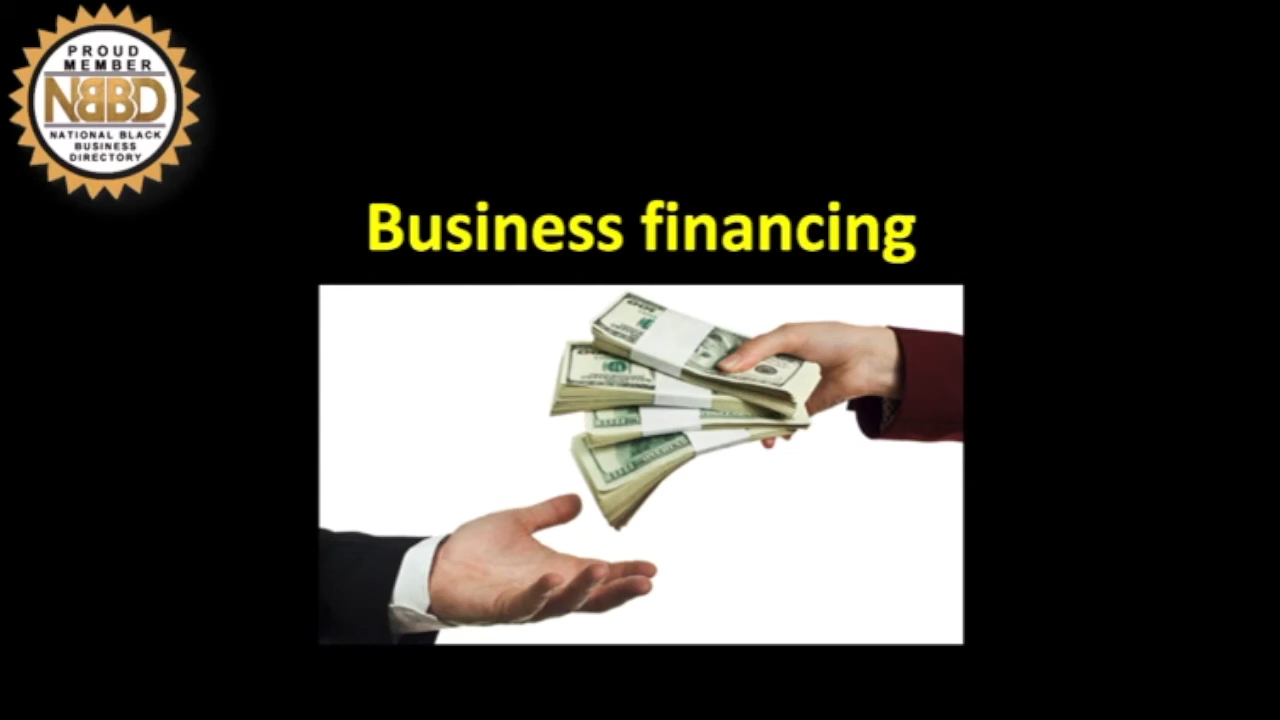 PROUD
MEMBER
NBBD
NATIONAL BLACK
BUSINESS
DIRECTORY
Business financing